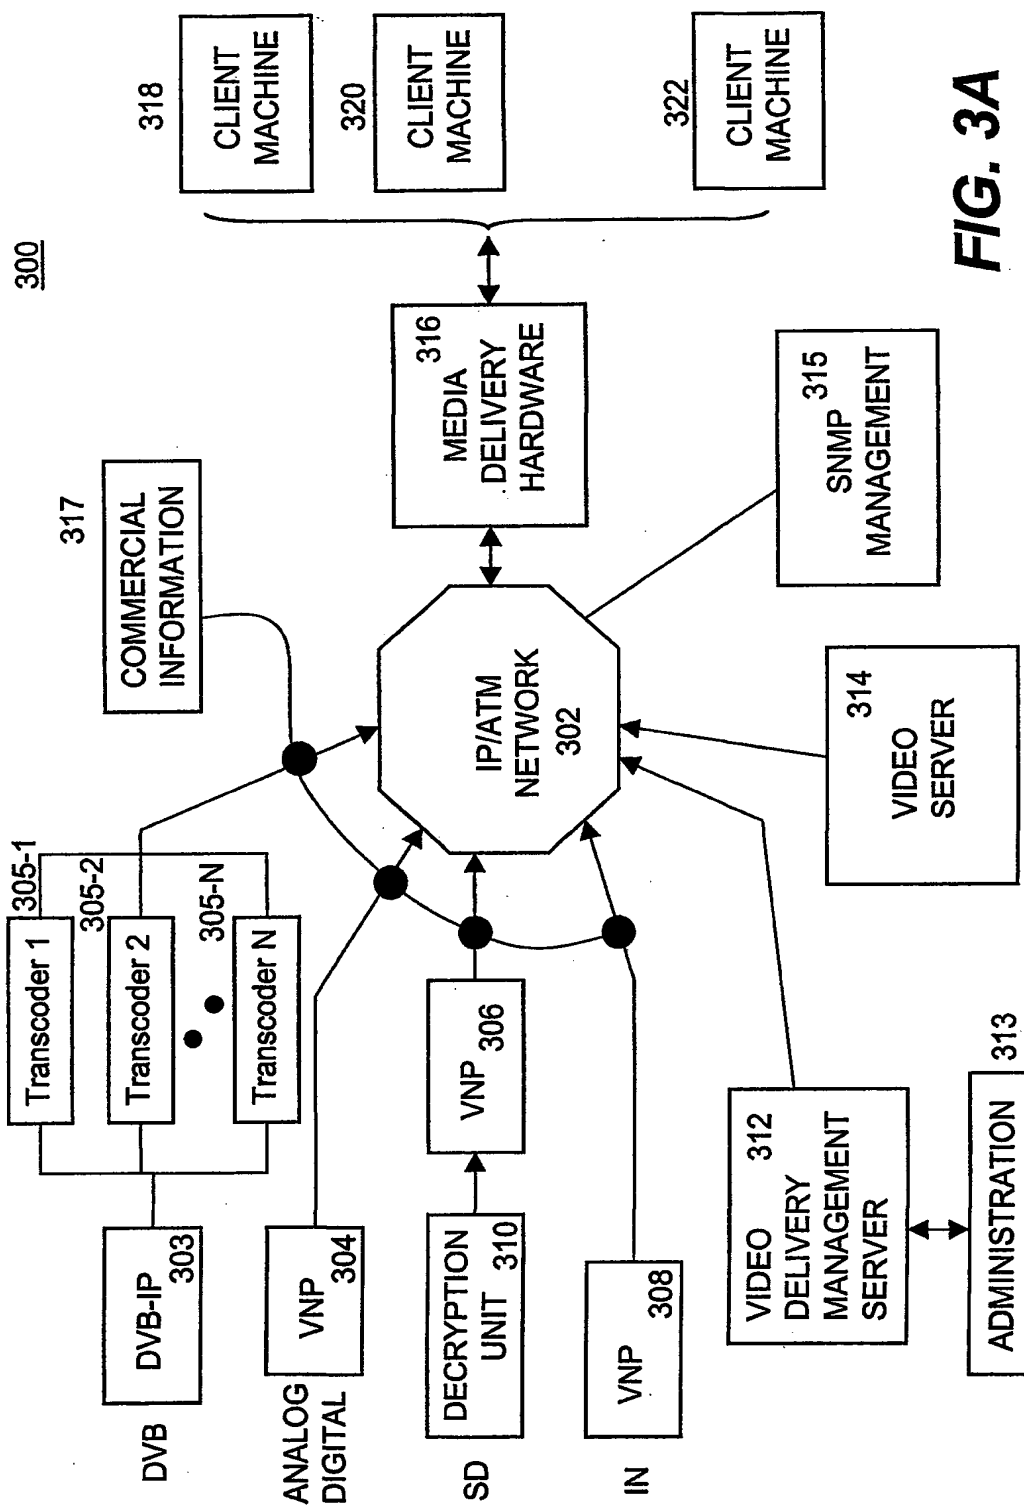 300
DVB
DVB-IP
303
Transcoder 1
305-1
Transcoder 2
305-2
Transcoder N
305-N
COMMERCIAL
INFORMATION
317
ANALOG
DIGITAL
VNP
304
SD
DECRYPTION
UNIT
310
VNP
306
IN
VNP
308
IP/ATM
NETWORK
302
316
MEDIA
DELIVERY
HARDWARE
318
CLIENT
MACHINE
320
CLIENT
MACHINE
322
CLIENT
MACHINE
VIDEO
312
DELIVERY
MANAGEMENT
SERVER
ADMINISTRATION
313
314
VIDEO
SERVER
SNMP
315
MANAGEMENT
FIG. 3A